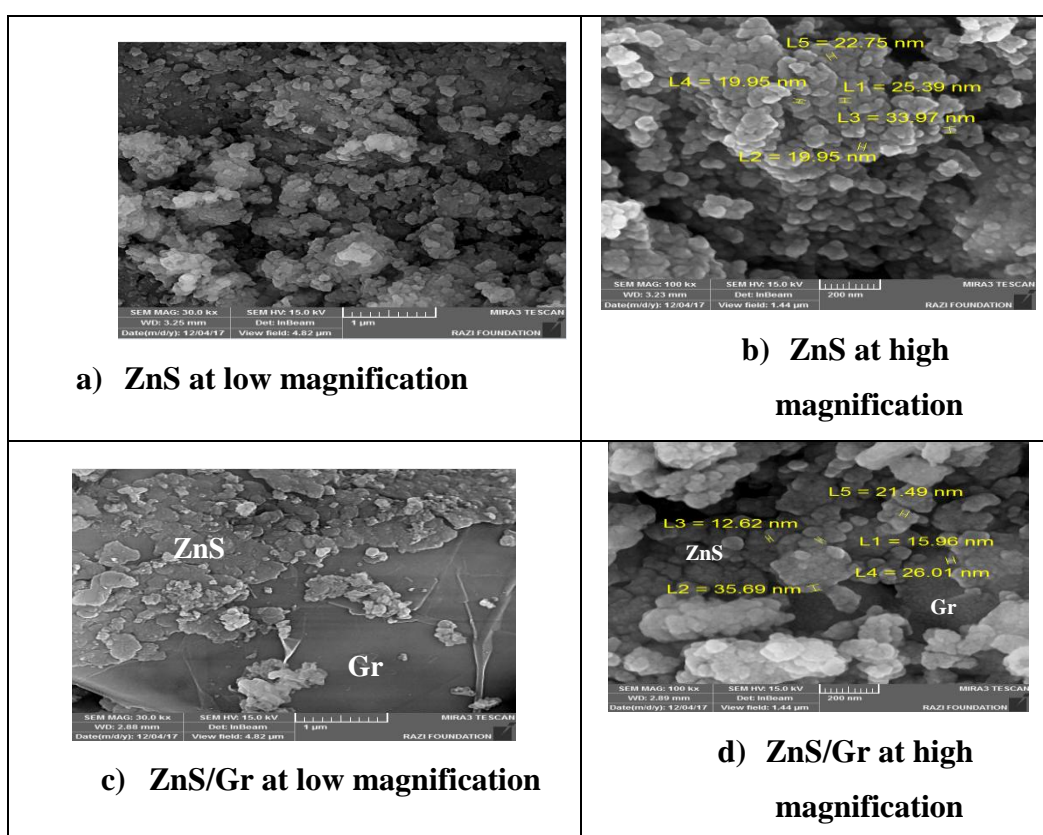 SEM MAG: 30.0 kx SEM HV: 15.0 kV MIRA3 TESCAN
WD: 3.25 mm Det: InBeam 1 µm
Date(m/d/y): 12/04/17 View field: 4.82 µm RAZI FOUNDATION
a) ZnS at low magnification
L5 = 22.75 nm
L4 = 19.95 nm L1 = 25.39 nm
L3 = 33.97 nm
L2 = 19.95 nm
SEM MAG: 100 kx SEM HV: 15.0 kV MIRA3 TESCAN
WD: 3.23 mm Det: InBeam 200 nm
Date(m/d/y): 12/04/17 View field: 1.44 µm RAZI FOUNDATION
b) ZnS at high
magnification
ZnS
Gr
SEM MAG: 30.0 kx SEM HV: 15.0 kV MIRA3 TESCAN
WD: 2.88 mm Det: InBeam 1 µm
Date(m/d/y): 12/04/17 View field: 4.82 µm RAZI FOUNDATION
c) ZnS/Gr at low magnification
L5 = 21.49 nm
L3 = 12.62 nm
L1 = 15.96 nm
ZnS
L4 = 26.01 nm
L2 = 35.69 nm
Gr
SEM MAG: 100 kx SEM HV: 15.0 kV MIRA3 TESCAN
WD: 2.89 mm Det: InBeam 200 nm
Date(m/d/y): 12/04/17 View field: 1.44 µm RAZI FOUNDATION
d) ZnS/Gr at high
magnification